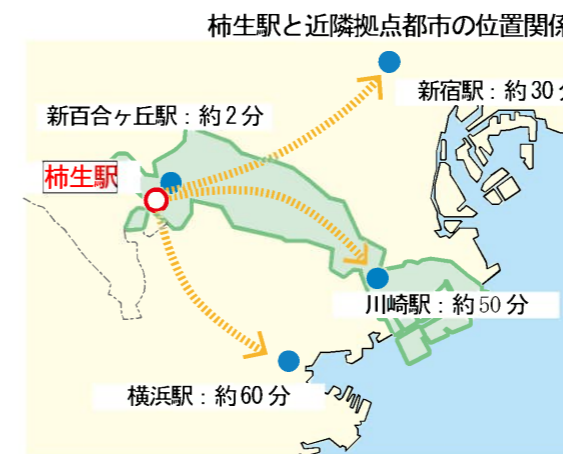 柿生駅と近隣拠点都市の位置関係
新宿駅：約30分
新百合ヶ丘駅：約2分
柿生駅
川崎駅：約50分
横浜駅：約60分